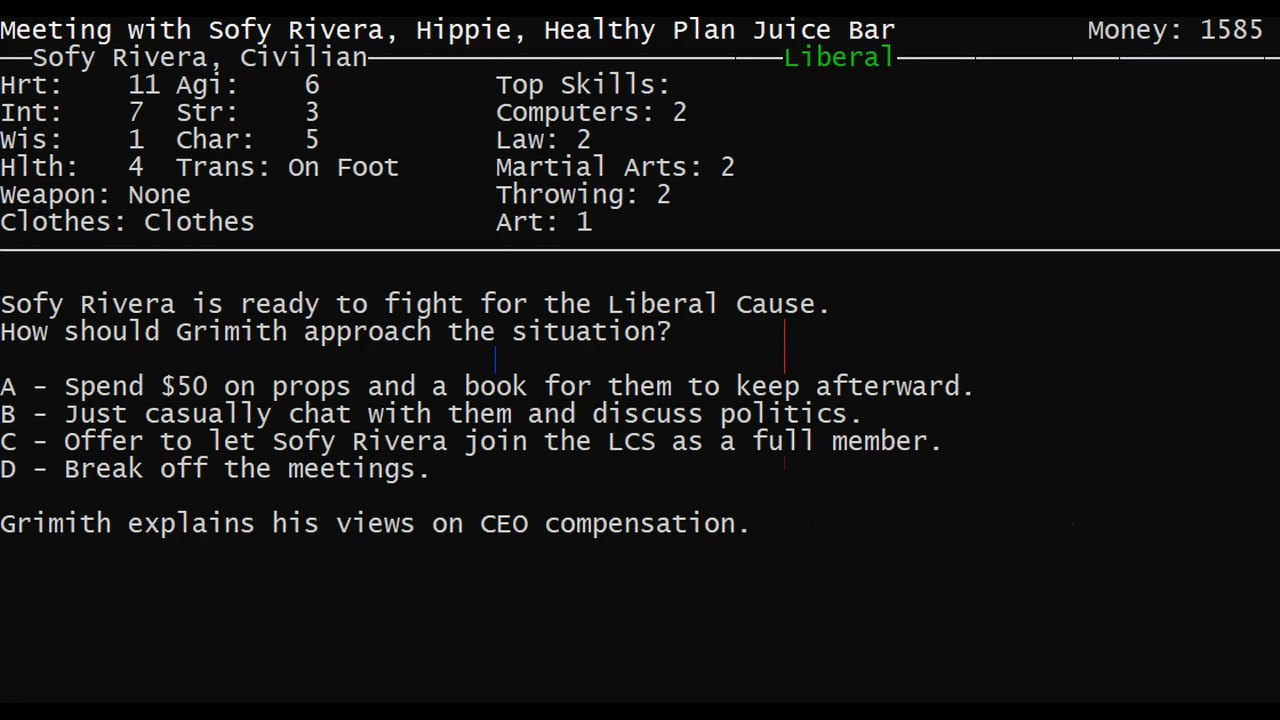 Meeting with Sofy Rivera, Hippie, Healthy Plan Juice Bar Money: 1585
Sofy Rivera, Civilian Liberal
Hrt: 11 Agi: 6 Top Skills:
Int: 7 Str: 3 Computers: 2
Wis: 1 Char: 5 Law: 2
Hlth: 4 Trans: On Foot Martial Arts: 2
Weapon: None Throwing: 2
Clothes: Clothes Art: 1
Sofy Rivera is ready to fight for the Liberal Cause.
How should Grimith approach the situation?
A - Spend $50 on props and a book for them to keep afterward.
B - Just casually chat with them and discuss politics.
C - Offer to let Sofy Rivera join the LCS as a full member.
D - Break off the meetings.
Grimith explains his views on CEO compensation.